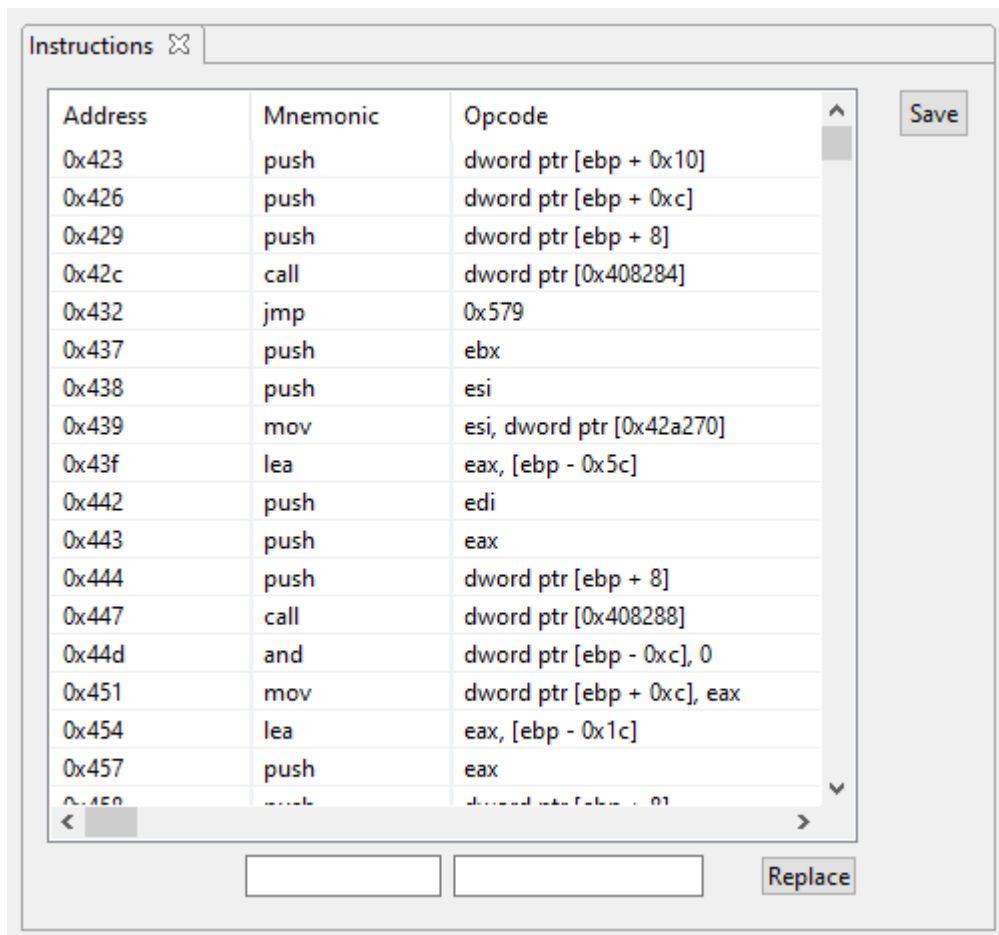 Instructions
Address Mnemonic Opcode Save
0x423 push dword ptr [ebp + 0x10]
0x426 push dword ptr [ebp + 0xc]
0x429 push dword ptr [ebp + 8]
0x42c call dword ptr [0x408284]
0x432 jmp 0x579
0x437 push ebx
0x438 push esi
0x439 mov esi, dword ptr [0x42a270]
0x43f lea eax, [ebp - 0x5c]
0x442 push edi
0x443 push eax
0x444 push dword ptr [ebp + 8]
0x447 call dword ptr [0x408288]
0x44d and dword ptr [ebp - 0xc], 0
0x451 mov dword ptr [ebp + 0xc], eax
0x454 lea eax, [ebp - 0x1c]
0x457 push eax
Replace